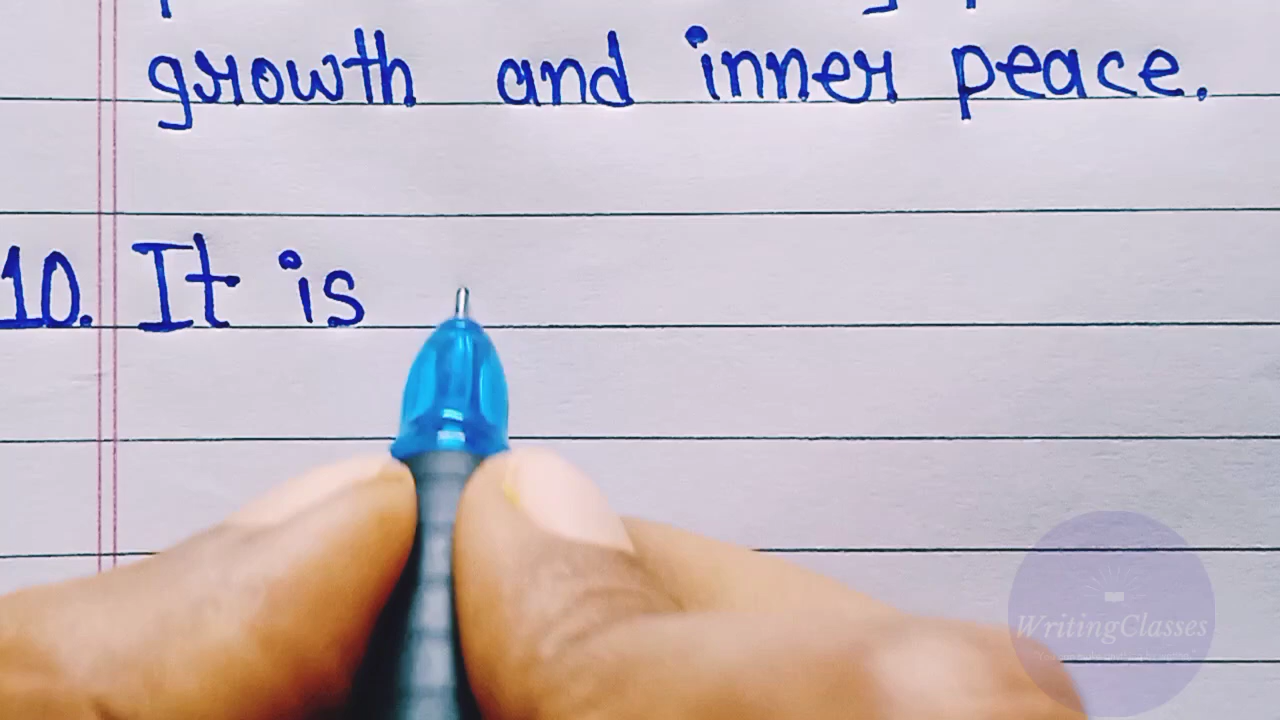 growth and inner peace.
10. It is
WritingClasses